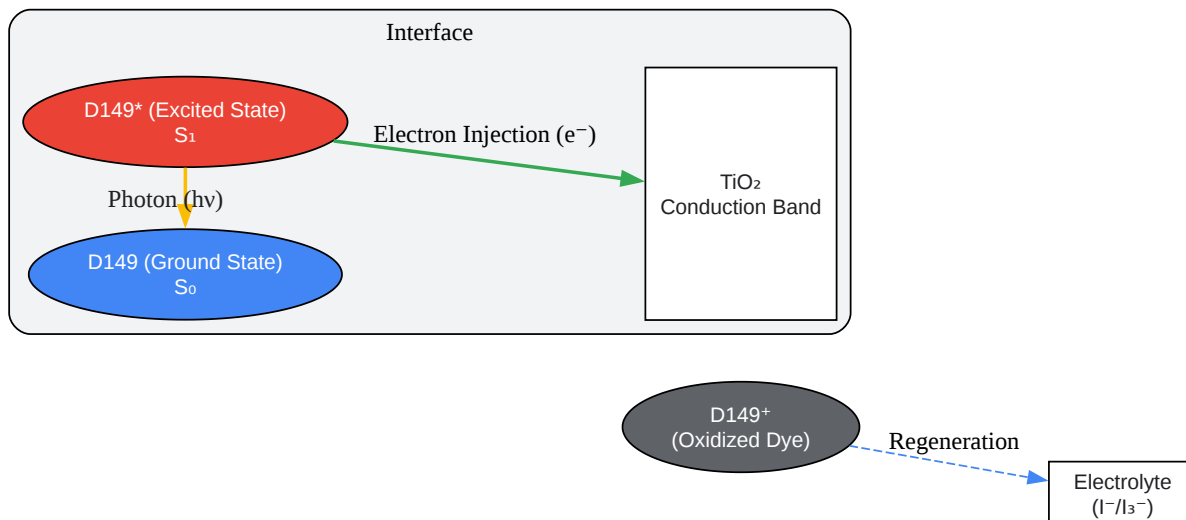 Interface
D149* (Excited State)
S₁
Electron Injection (e⁻)
TiO₂
Conduction Band
Photon (hν)
D149 (Ground State)
S₀
D149⁺
(Oxidized Dye)
Regeneration
Electrolyte
(I⁻/I₃⁻)